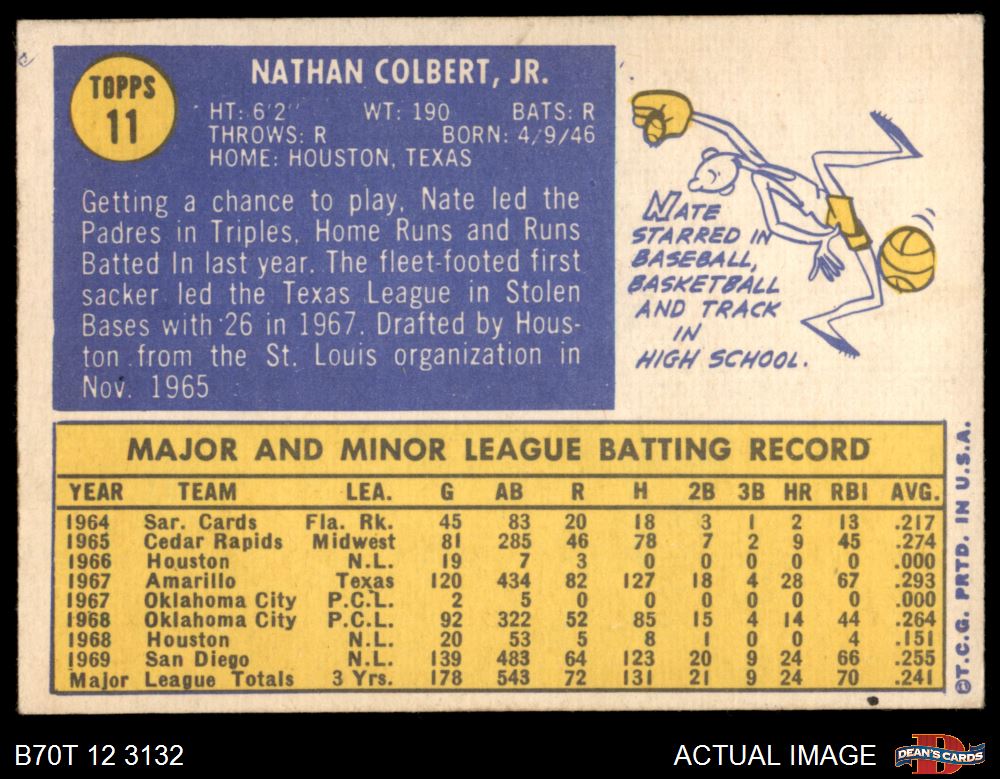 TOPPS
11
NATHAN COLBERT, JR.
HT: 6'2" WT: 190 BATS: R
THROWS: R BORN: 4/9/46
HOME: HOUSTON, TEXAS
Getting a chance to play, Nate led the
Padres in Triples, Home Runs and Runs
Batted In last year. The fleet-footed first
sacker led the Texas League in Stolen
Bases with 26 in 1967. Drafted by Hous-
ton from the St. Louis organization in
Nov. 1965
NATE
STARRED IN
BASEBALL,
BASKETBALL
AND TRACK
IN
HIGH SCHOOL.
MAJOR AND MINOR LEAGUE BATTING RECORD
YEAR TEAM LEA. G AB R H 2B 3B HR RBI AVG.
1964 Sar. Cards Fla. Rk. 45 83 20 18 3 1 2 13 .217
1965 Cedar Rapids Midwest 81 285 46 78 7 2 9 45 .274
1966 Houston N.L. 19 7 3 0 0 0 0 0 .000
1967 Amarillo Texas 120 434 82 127 18 4 28 67 .293
1967 Oklahoma City P.C.L. 2 5 0 0 0 0 0 0 .000
1968 Oklahoma City P.C.L. 92 322 52 85 15 4 14 44 .264
1968 Houston N.L. 20 53 5 8 1 0 0 4 .151
1969 San Diego N.L. 139 483 64 123 20 9 24 66 .255
Major League Totals 3 Yrs. 178 543 72 131 21 9 24 70 .241
©T.C.G. PRTD. IN U.S.A.
B70T 12 3132
ACTUAL IMAGE
D
DEAN'S CARDS